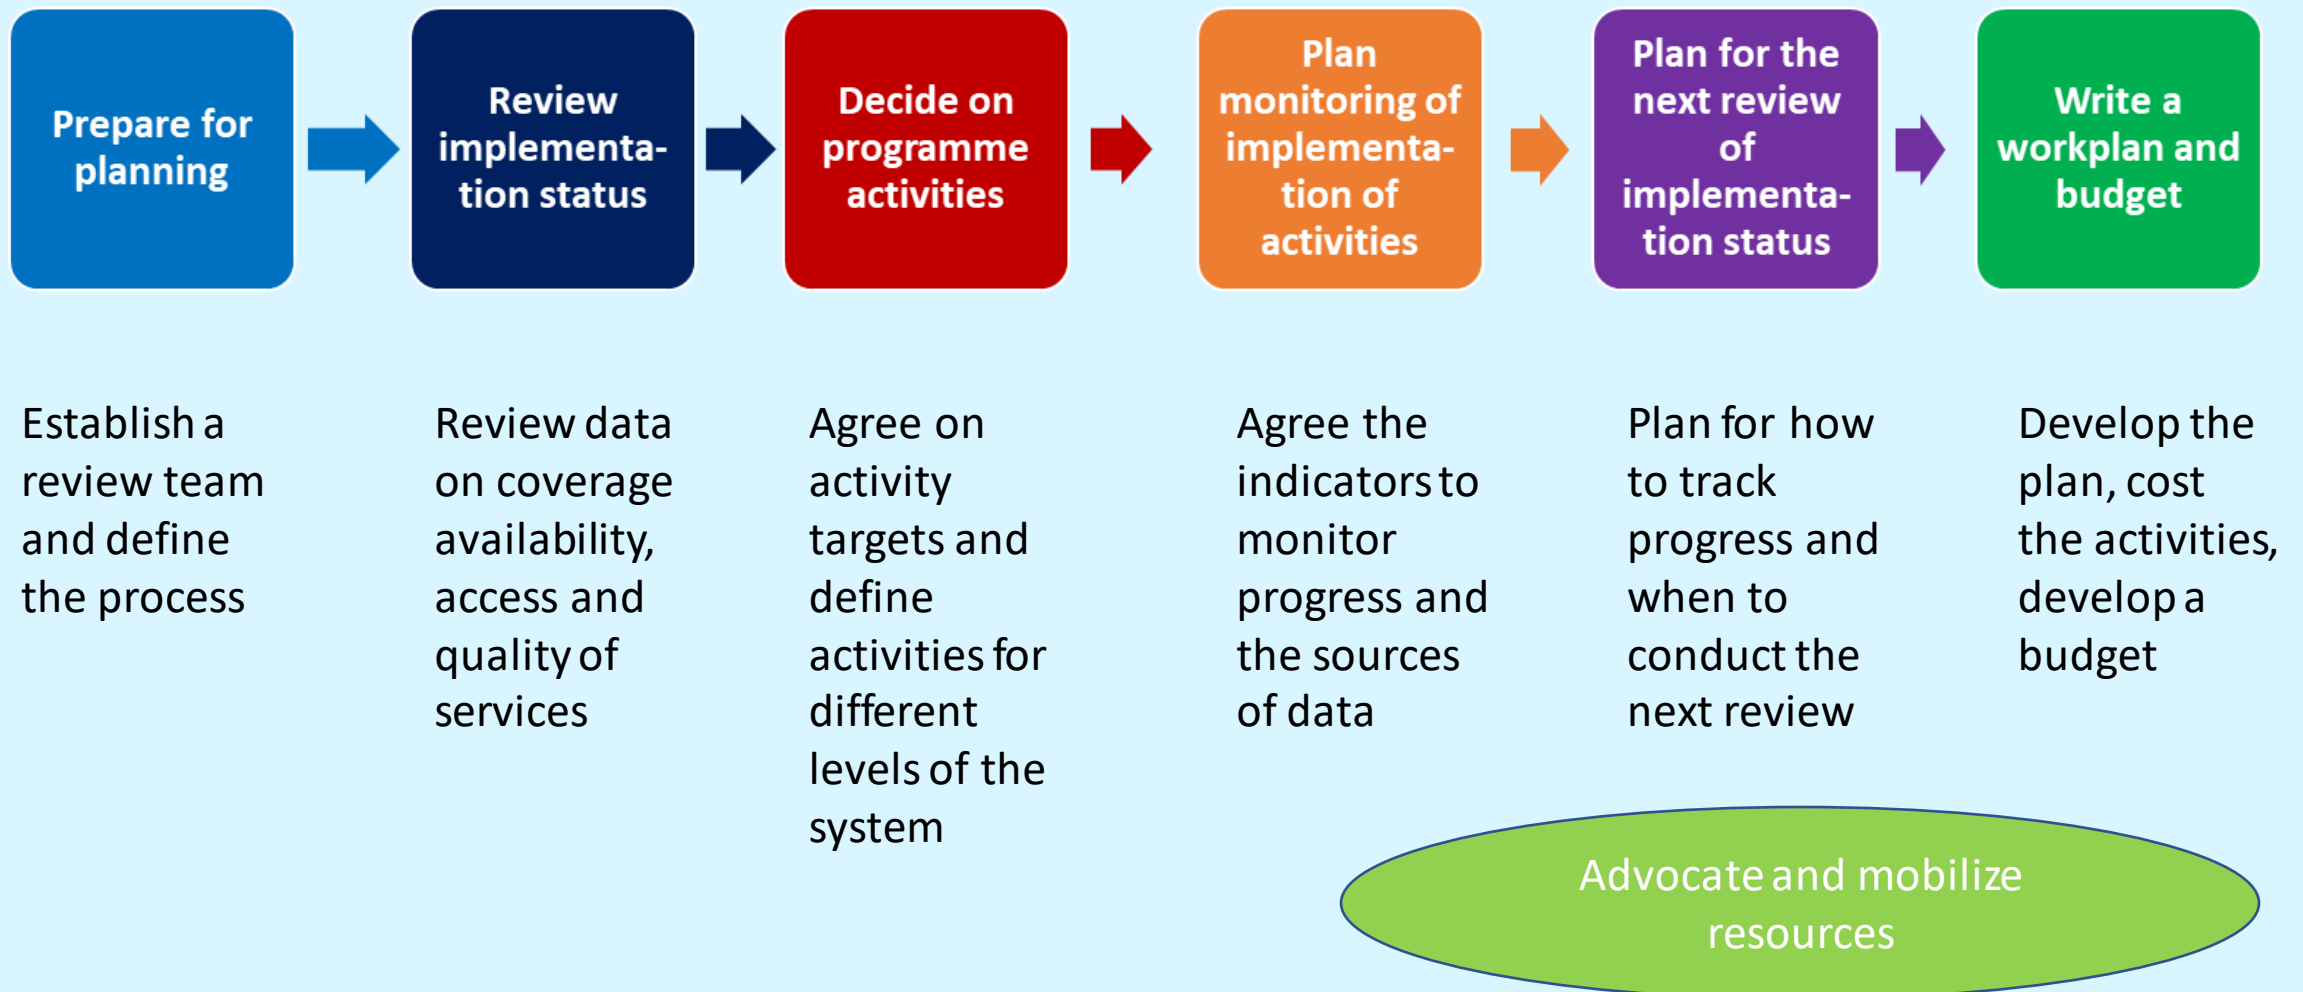 Prepare for
planning
Review
implementa-
tion status
Decide on
programme
activities
Plan
monitoring of
implementa-
tion of
activities
Plan for the
next review
of
implementa-
tion status
Write a
workplan and
budget
Establish a
review team
and define
the process
Review data
on coverage
availability,
access and
quality of
services
Agree on
activity
targets and
define
activities for
different
levels of the
system
Agree the
indicators to
monitor
progress and
the sources
of data
Plan for how
to track
progress and
when to
conduct the
next review
Develop the
plan, cost
the activities,
develop a
budget
Advocate and mobilize
resources